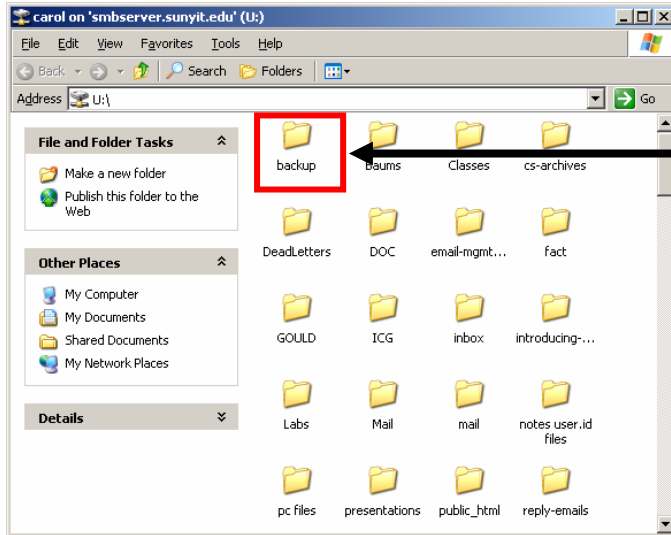 carol on 'smbserver.sunyit.edu' (U:)
File Edit View Favorites Tools Help
Back Search Folders
Address U:\ Go
File and Folder Tasks
Make a new folder
Publish this folder to the
Web
Other Places
My Computer
My Documents
Shared Documents
My Network Places
Details
backup Baums Classes cs-archives
DeadLetters DOC email-mgmt... fact
GOULD ICG inbox introducing-...
Labs Mail mail notes user.id
files
pc files presentations public_html reply-emails